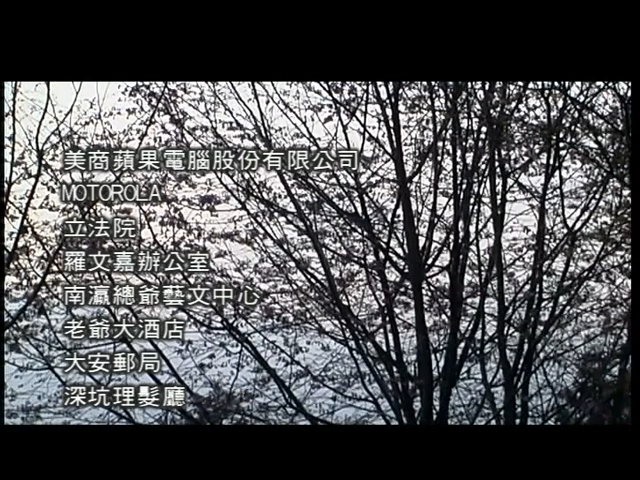 美商蘋果電腦股份有限公司
MOTOROLA
立法院
羅文嘉辦公室
南瀛總爺藝文中心
老爺大酒店
大安郵局
深坑理髮廳